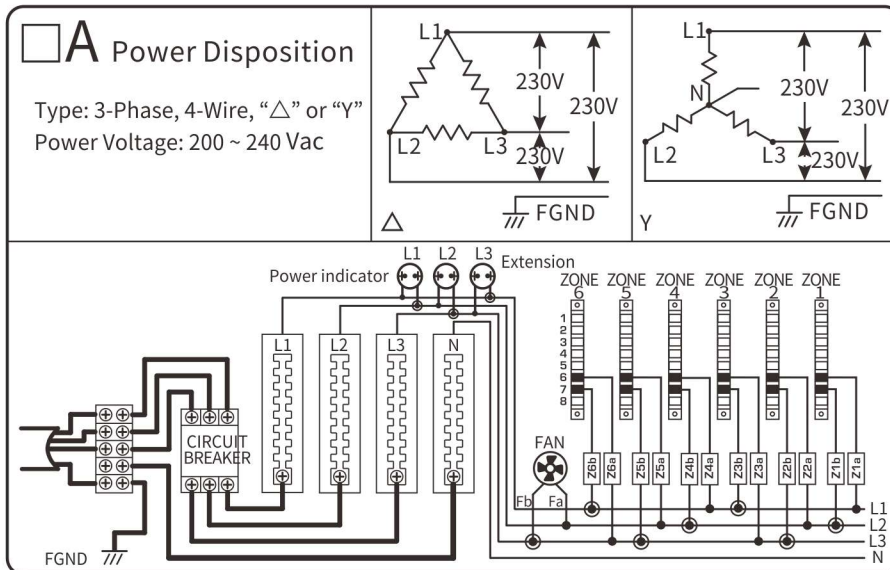 A Power Disposition
Type: 3-Phase, 4-Wire, “△” or “Y”
Power Voltage: 200 ~ 240 Vac
L1
230V
230V
L2
L3
230V
FGND
△
L1
N
230V
230V
L2
L3
230V
FGND
Y
L1 L2 L3
Power indicator
Extension
ZONE ZONE ZONE ZONE ZONE ZONE
6 5 4 3 2 1
1
2
3
4
5
6
7
8
L1 L2 L3 N
CIRCUIT
BREAKER
FAN
Fb Fa
Z6b Z6a Z5b Z5a Z4b Z4a Z3b Z3a Z2b Z2a Z1b Z1a
L1
L2
L3
N
FGND